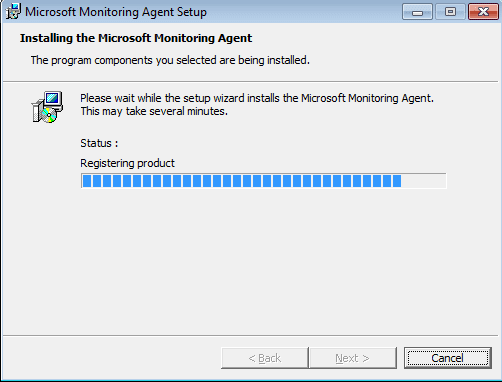 Microsoft Monitoring Agent Setup
Installing the Microsoft Monitoring Agent
The program components you selected are being installed.
Please wait while the setup wizard installs the Microsoft Monitoring Agent.
This may take several minutes.
Status :
Registering product
< Back Next > Cancel